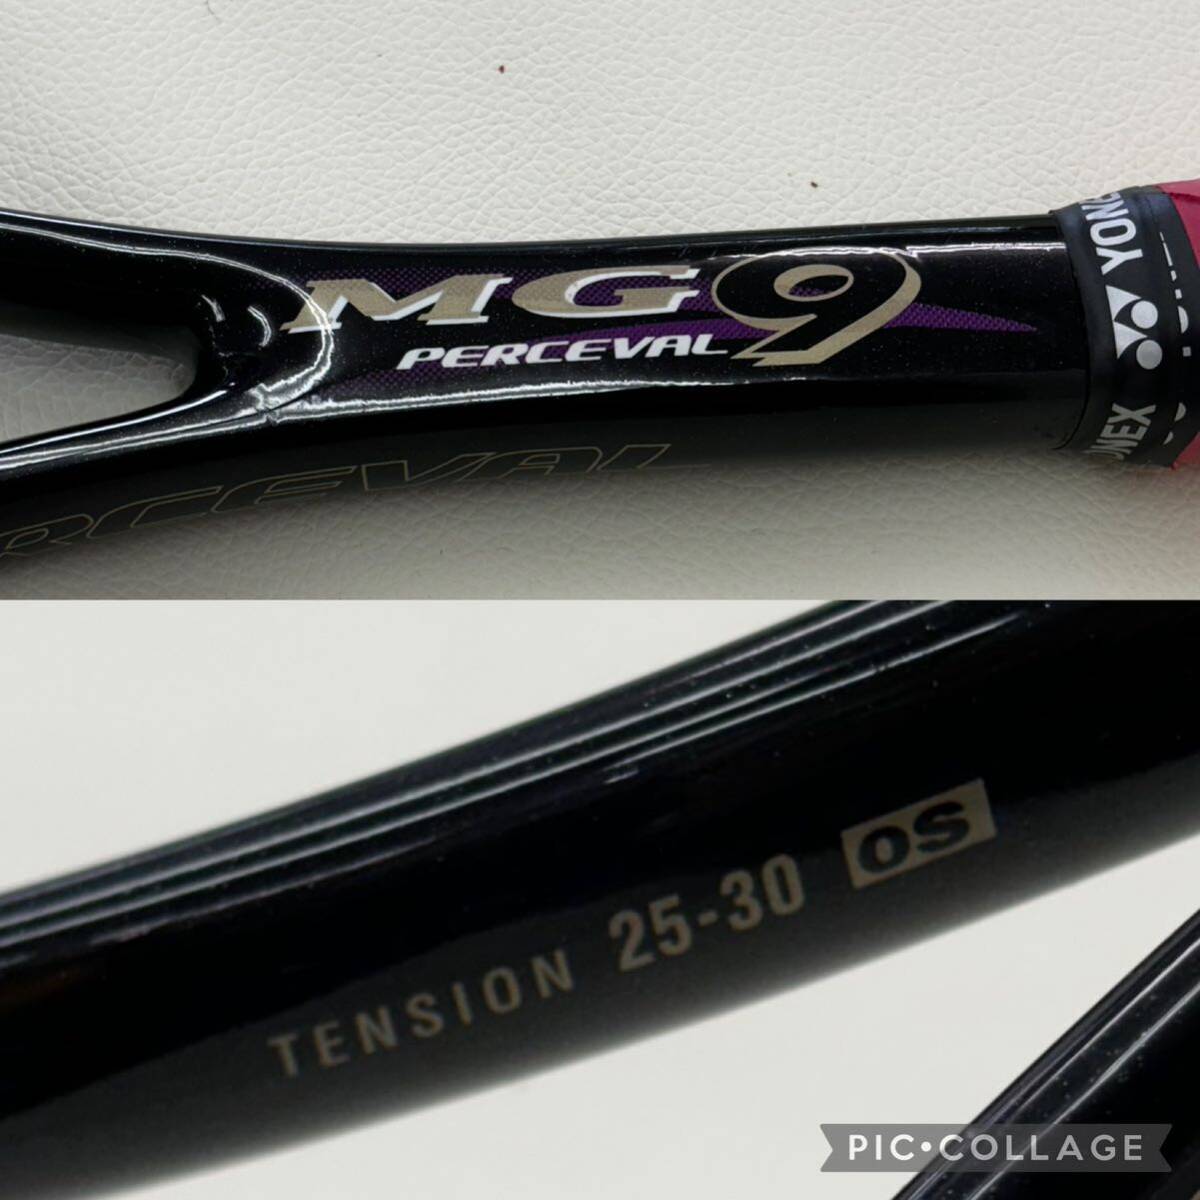 MG9
PERCEVAL
RCEVAL
YONEX
TENSION 25-30 OS
PIC•COLLAGE